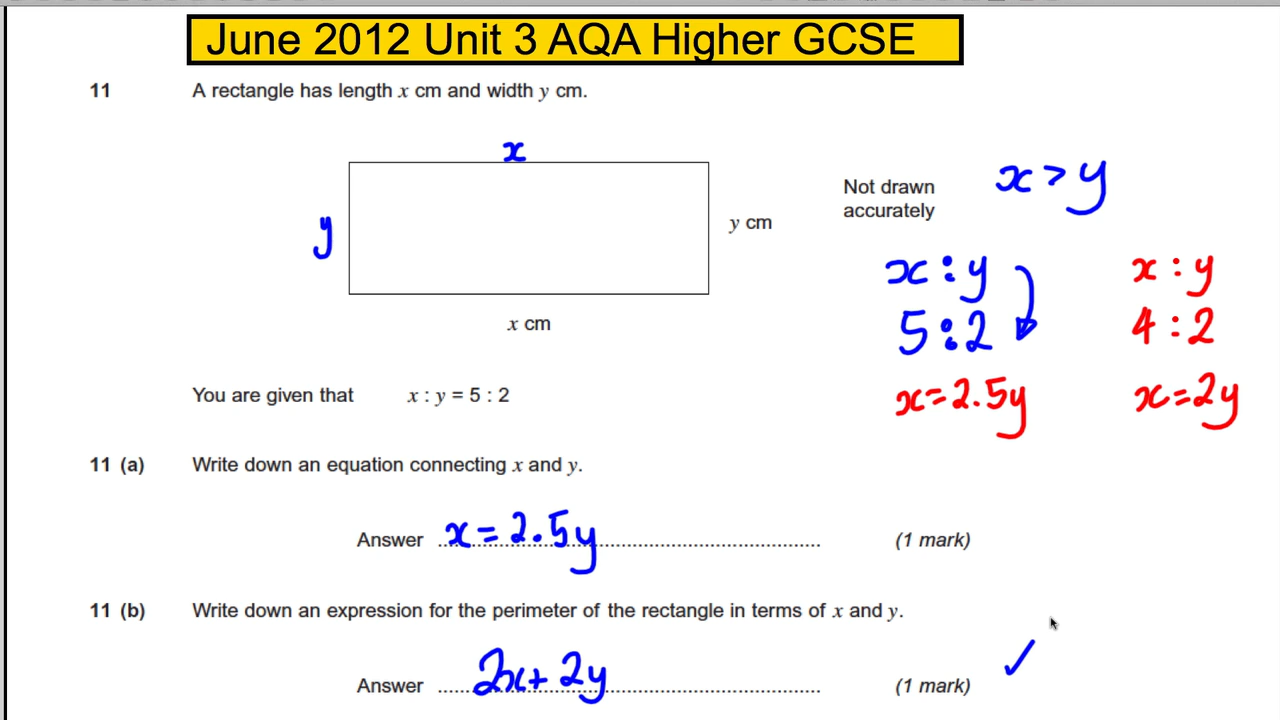 June 2012 Unit 3 AQA Higher GCSE
11 A rectangle has length x cm and width y cm.
x
y
y cm
x cm
Not drawn
accurately
x > y
x : y
5 : 2
x = 2.5y
x : y
4 : 2
x = 2y
You are given that x : y = 5 : 2
11 (a) Write down an equation connecting x and y.
Answer x = 2.5y (1 mark)
11 (b) Write down an expression for the perimeter of the rectangle in terms of x and y.
Answer 2x + 2y (1 mark) ✓